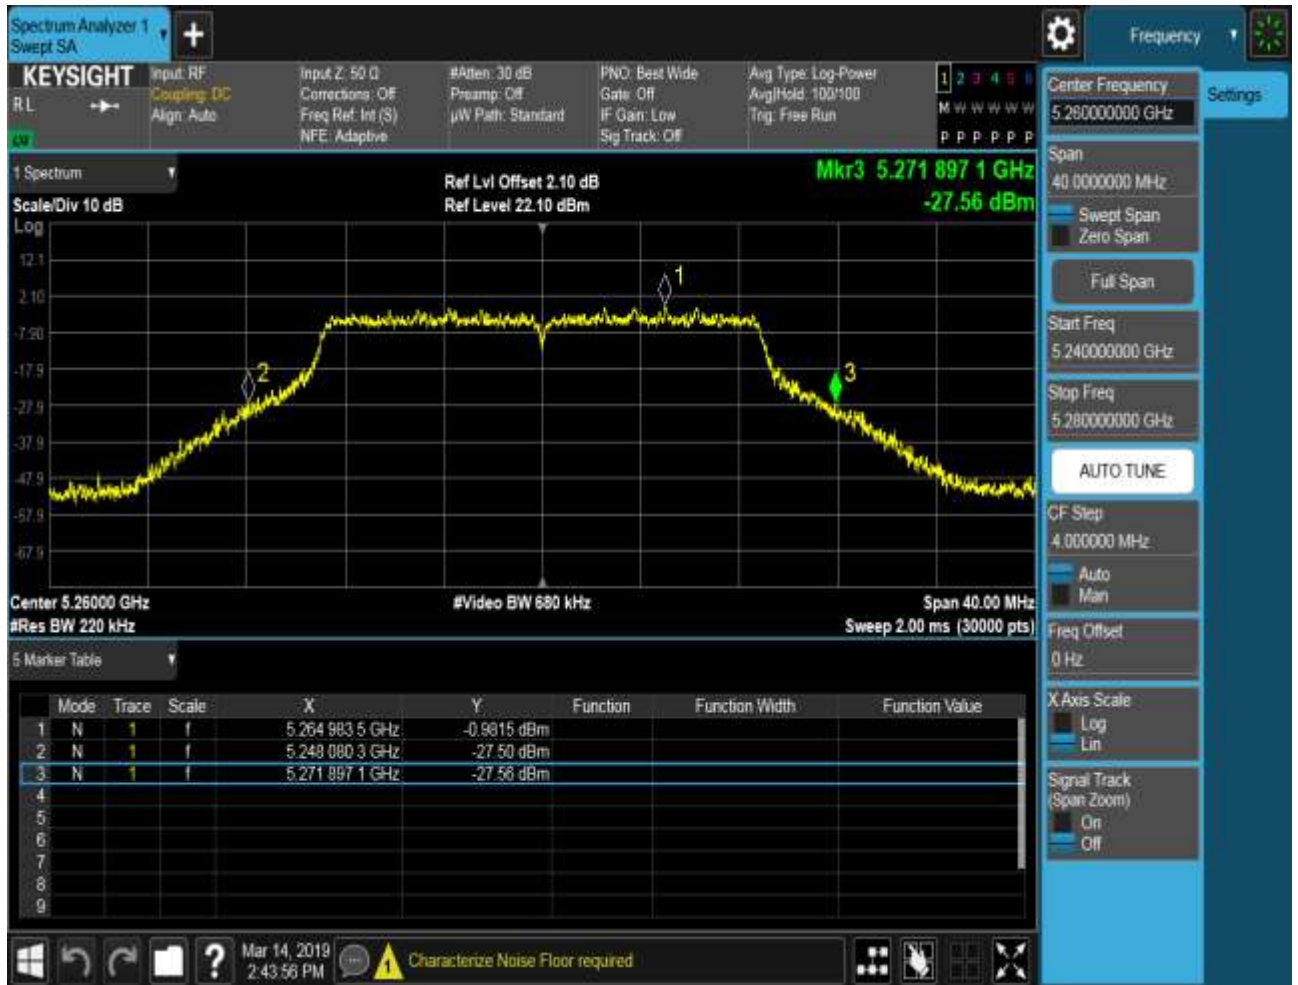 Spectrum Analyzer 1
Swept SA
+
Frequency
KEYSIGHT
RL
Input: RF
Coupling: DC
Align: Auto
Input Z: 50 Ω
Corrections: Off
Freq Ref: Int (S)
NFE: Adaptive
#Atten: 30 dB
Preamp: Off
µW Path: Standard
PNO: Best Wide
Gate: Off
IF Gain: Low
Sig Track: Off
Avg Type: Log-Power
Avg|Hold: 100/100
Trig: Free Run
1 2 3 4 5 6
M W W W W W
P P P P P P
1 Spectrum
Scale/Div 10 dB
Ref Lvl Offset 2.10 dB
Ref Level 22.10 dBm
Mkr3 5.271 897 1 GHz
-27.56 dBm
Log
12.1
2.10
-7.90
-17.9
-27.9
-37.9
-47.9
-57.9
-67.9
1
2
3
Center 5.26000 GHz
#Video BW 680 kHz
Span 40.00 MHz
#Res BW 220 kHz
Sweep 2.00 ms (30000 pts)
5 Marker Table
Mode Trace Scale X Y Function Function Width Function Value
1 N 1 f 5.264 983 5 GHz -0.9815 dBm
2 N 1 f 5.248 080 3 GHz -27.50 dBm
3 N 1 f 5.271 897 1 GHz -27.56 dBm
4
5
6
7
8
9
Mar 14, 2019
2:43:56 PM
?
1
Characterize Noise Floor required
Center Frequency
5.260000000 GHz
Settings
Span
40.0000000 MHz
Swept Span
Zero Span
Full Span
Start Freq
5.240000000 GHz
Stop Freq
5.280000000 GHz
AUTO TUNE
CF Step
4.000000 MHz
Auto
Man
Freq Offset
0 Hz
X Axis Scale
Log
Lin
Signal Track
(Span Zoom)
On
Off